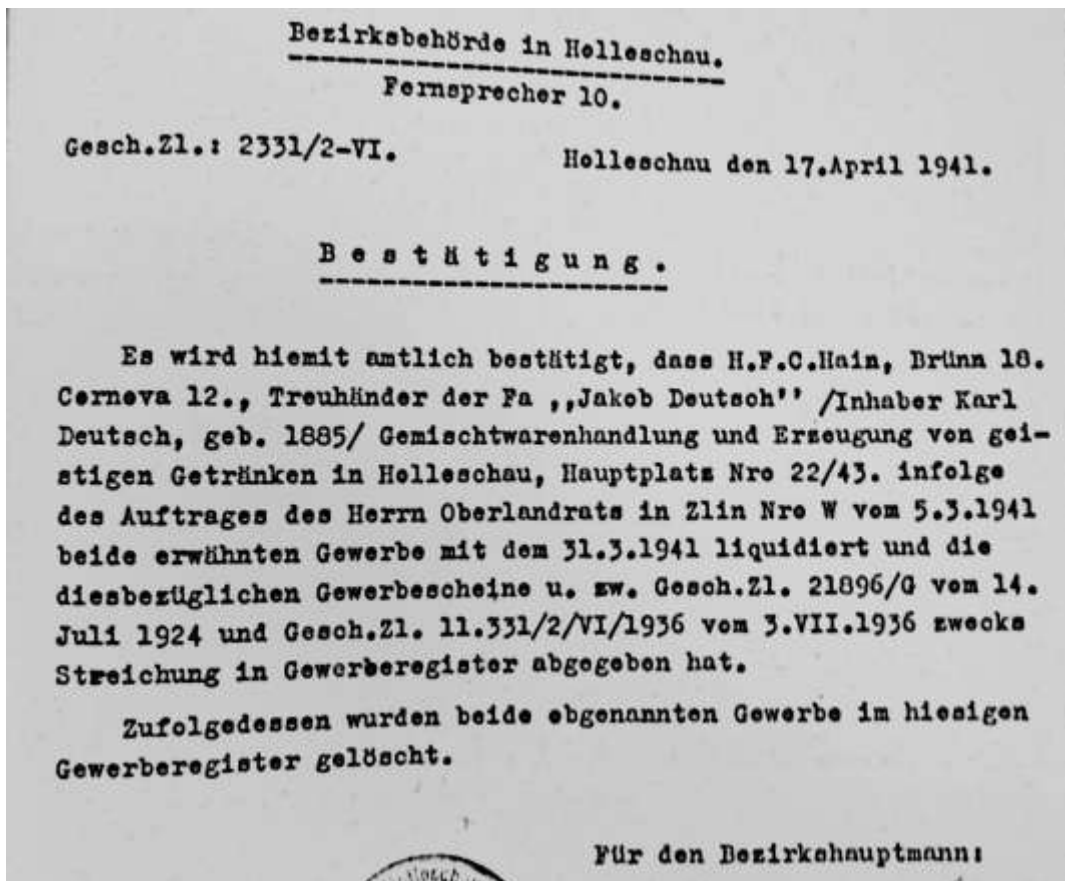 Bezirksbehörde in Holleschau.
Fernsprecher 10.
Gesch.Zl.: 2331/2-VI.
Holleschau den 17.April 1941.
Bestätigung.
Es wird hiemit amtlich bestätigt, dass H.F.C.Hain, Brünn 18.
Cernova 12., Treuhänder der Fa ,,Jakob Deutsch'' /Inhaber Karl
Deutsch, geb. 1885/ Gemischtwarenhandlung und Erzeugung von gei-
stigen Getränken in Holleschau, Hauptplatz Nro 22/43. infolge
des Auftrages des Herrn Oberlandrats in Zlin Nro W vom 5.3.1941
beide erwähnten Gewerbe mit dem 31.3.1941 liquidiert und die
diesbezüglichen Gewerbescheine u. zw. Gesch.Zl. 21896/G vom 14.
Juli 1924 und Gesch.Zl. 11.331/2/VI/1936 vom 3.VII.1936 zwecks
Streichung in Gewerberegister abgegeben hat.
Zufolgedessen wurden beide obgenannten Gewerbe im hiesigen
Gewerberegister gelöscht.
Für den Bezirkshauptmann: